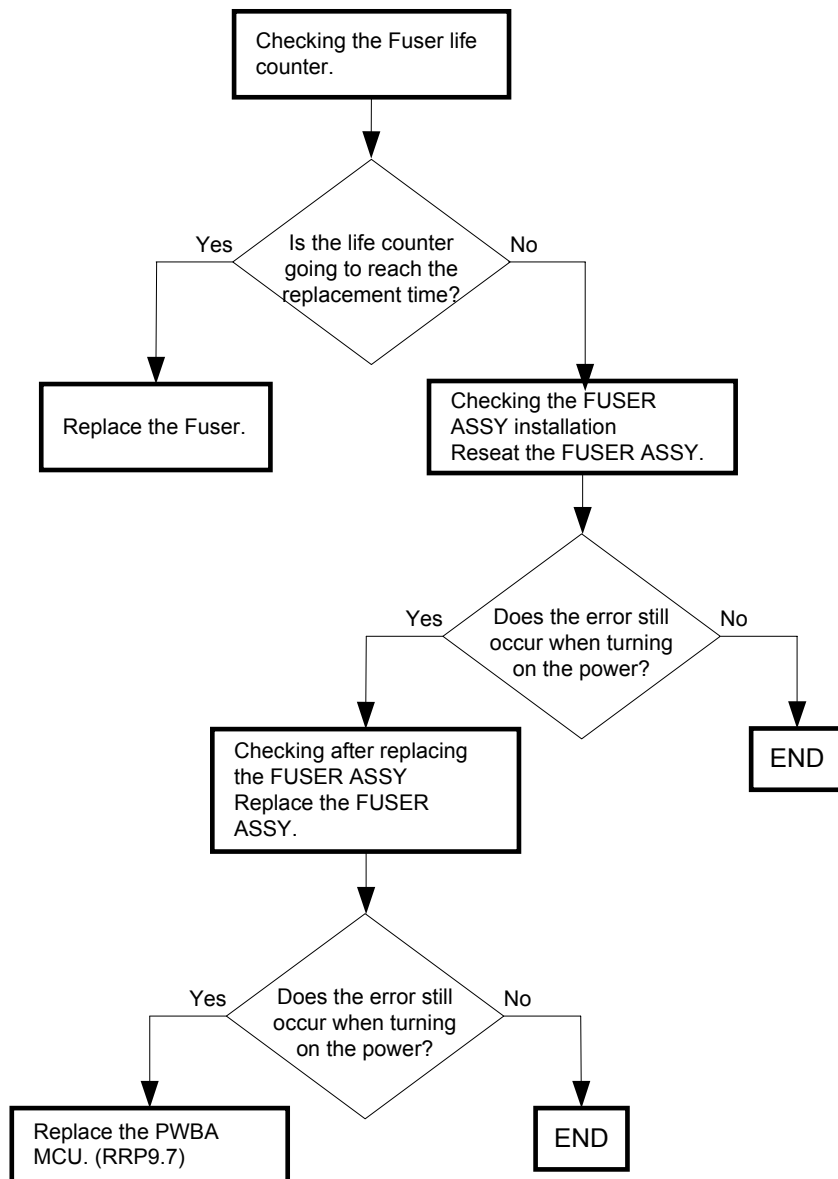 Checking the Fuser life
counter.
Yes
Is the life counter
going to reach the
replacement time?
No
Replace the Fuser.
Checking the FUSER
ASSY installation
Reseat the FUSER ASSY.
Yes
Does the error still
occur when turning
on the power?
No
Checking after replacing
the FUSER ASSY
Replace the FUSER
ASSY.
END
Yes
Does the error still
occur when turning
on the power?
No
Replace the PWBA
MCU. (RRP9.7)
END